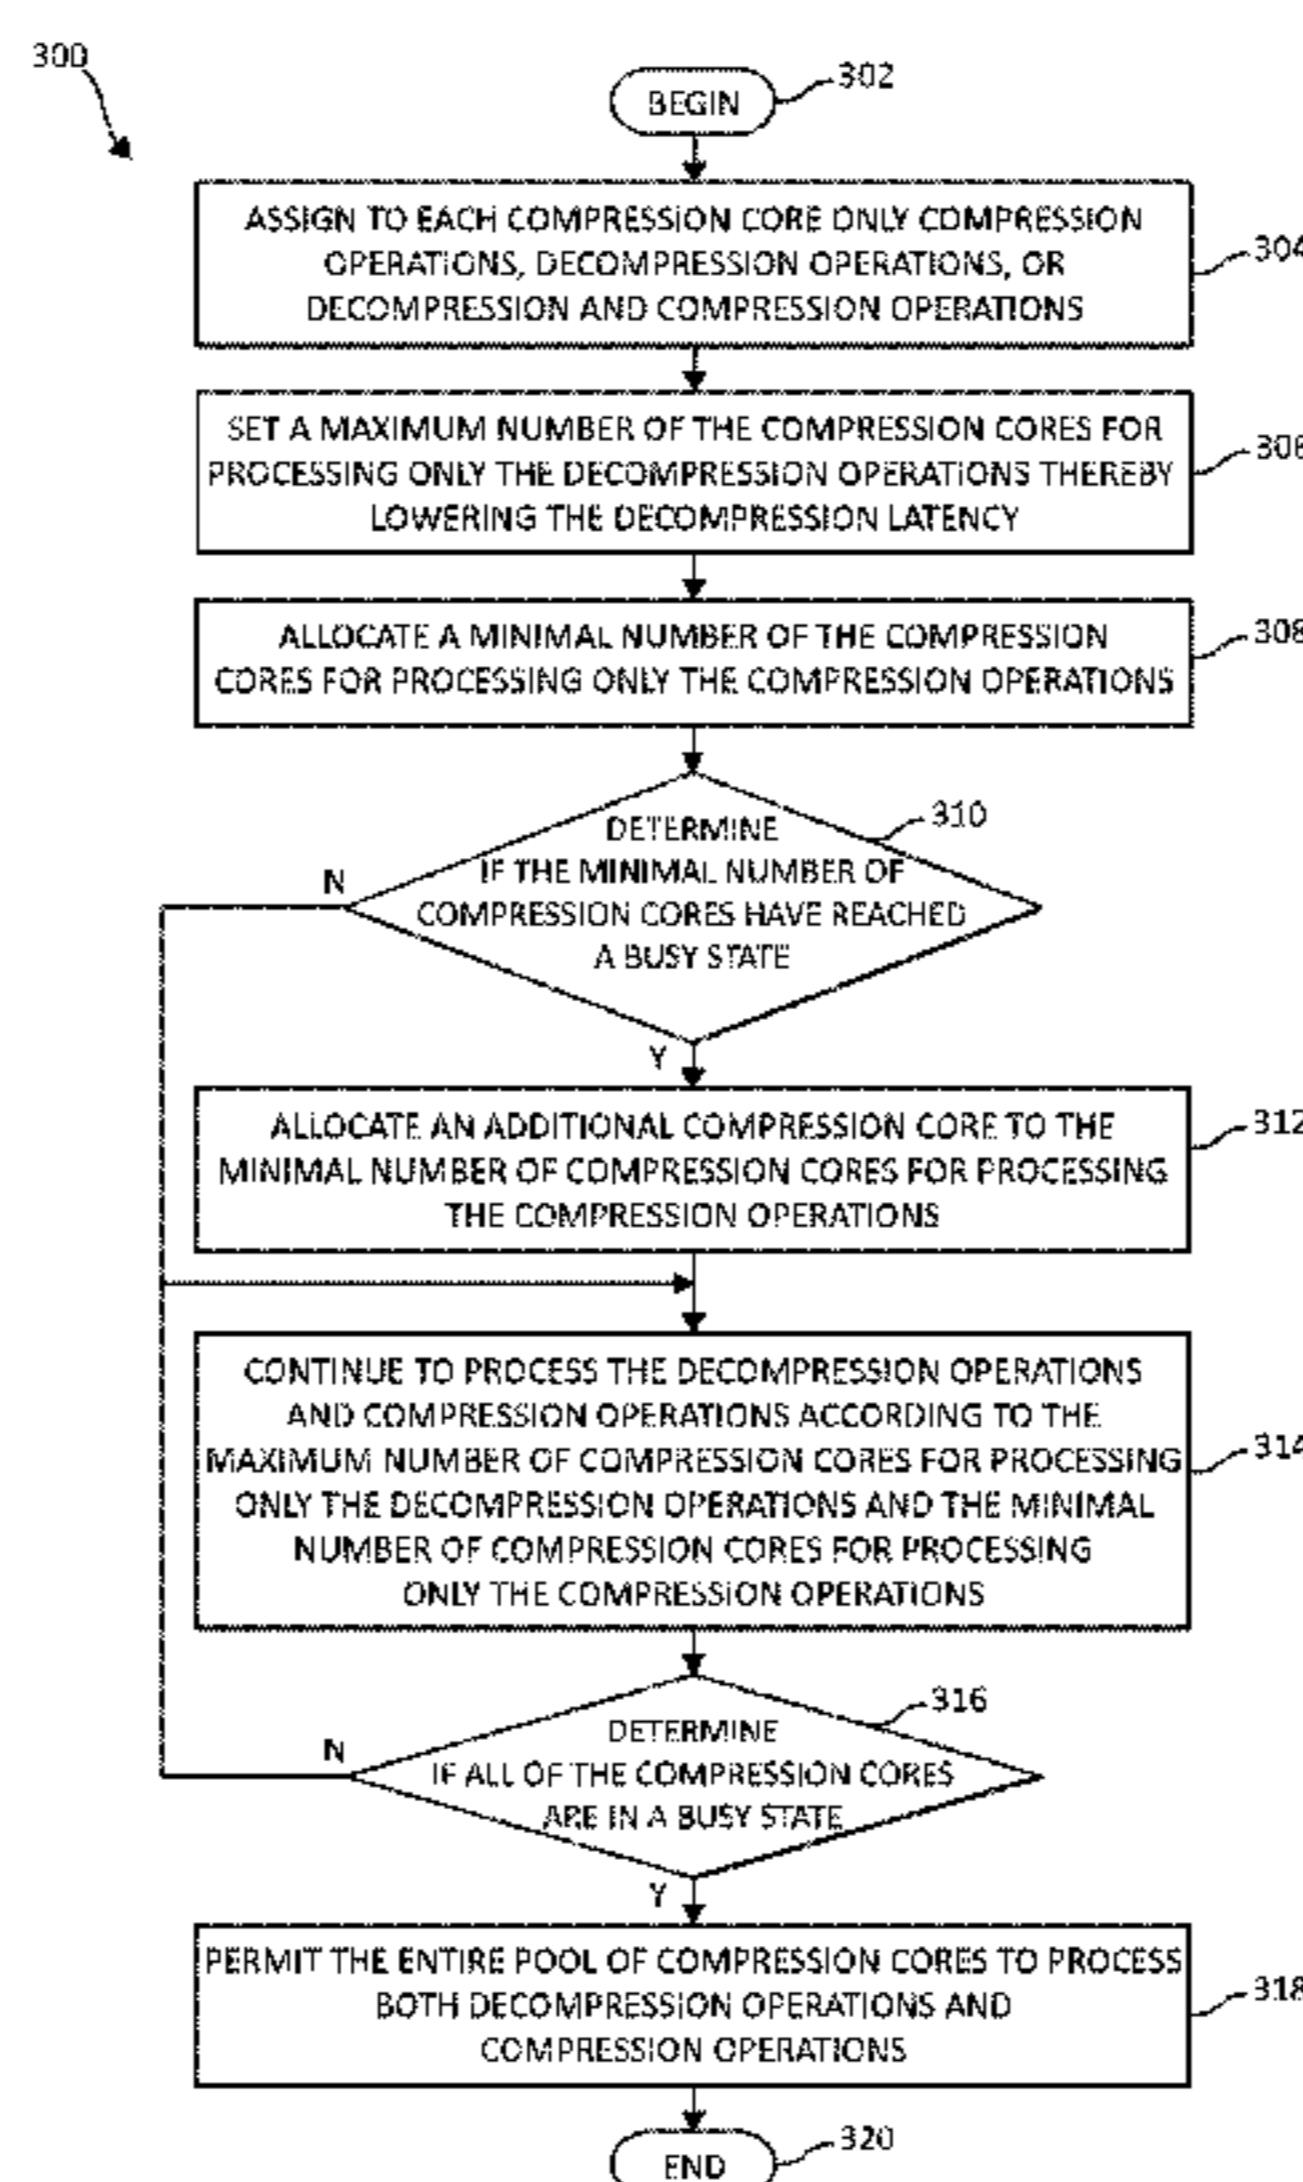 300
BEGIN
302
ASSIGN TO EACH COMPRESSION CORE ONLY COMPRESSION
OPERATIONS, DECOMPRESSION OPERATIONS, OR
DECOMPRESSION AND COMPRESSION OPERATIONS
304
SET A MAXIMUM NUMBER OF THE COMPRESSION CORES FOR
PROCESSING ONLY THE DECOMPRESSION OPERATIONS THEREBY
LOWERING THE DECOMPRESSION LATENCY
306
ALLOCATE A MINIMAL NUMBER OF THE COMPRESSION
CORES FOR PROCESSING ONLY THE COMPRESSION OPERATIONS
308
DETERMINE
IF THE MINIMAL NUMBER OF
COMPRESSION CORES HAVE REACHED
A BUSY STATE
310
N
Y
ALLOCATE AN ADDITIONAL COMPRESSION CORE TO THE
MINIMAL NUMBER OF COMPRESSION CORES FOR PROCESSING
THE COMPRESSION OPERATIONS
312
CONTINUE TO PROCESS THE DECOMPRESSION OPERATIONS
AND COMPRESSION OPERATIONS ACCORDING TO THE
MAXIMUM NUMBER OF COMPRESSION CORES FOR PROCESSING
ONLY THE DECOMPRESSION OPERATIONS AND THE MINIMAL
NUMBER OF COMPRESSION CORES FOR PROCESSING
ONLY THE COMPRESSION OPERATIONS
314
DETERMINE
IF ALL OF THE COMPRESSION CORES
ARE IN A BUSY STATE
316
N
Y
PERMIT THE ENTIRE POOL OF COMPRESSION CORES TO PROCESS
BOTH DECOMPRESSION OPERATIONS AND
COMPRESSION OPERATIONS
318
END
320